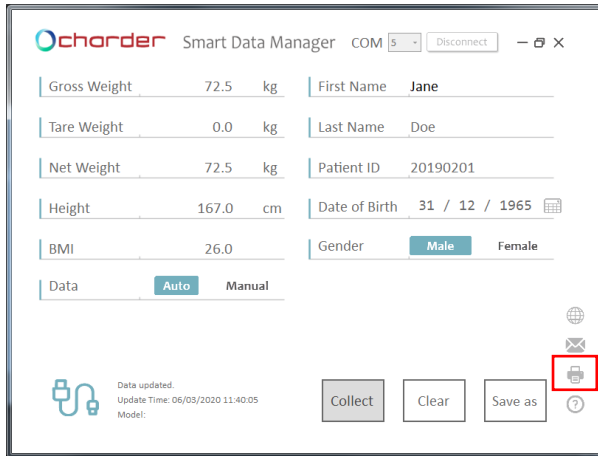 charder Smart Data Manager COM 5 Disconnect
Gross Weight 72.5 kg First Name Jane
Tare Weight 0.0 kg Last Name Doe
Net Weight 72.5 kg Patient ID 20190201
Height 167.0 cm Date of Birth 31 / 12 / 1965
BMI 26.0 Gender Male Female
Data Auto Manual
Data updated.
Update Time: 06/03/2020 11:40:05
Model:
Collect Clear Save as
?